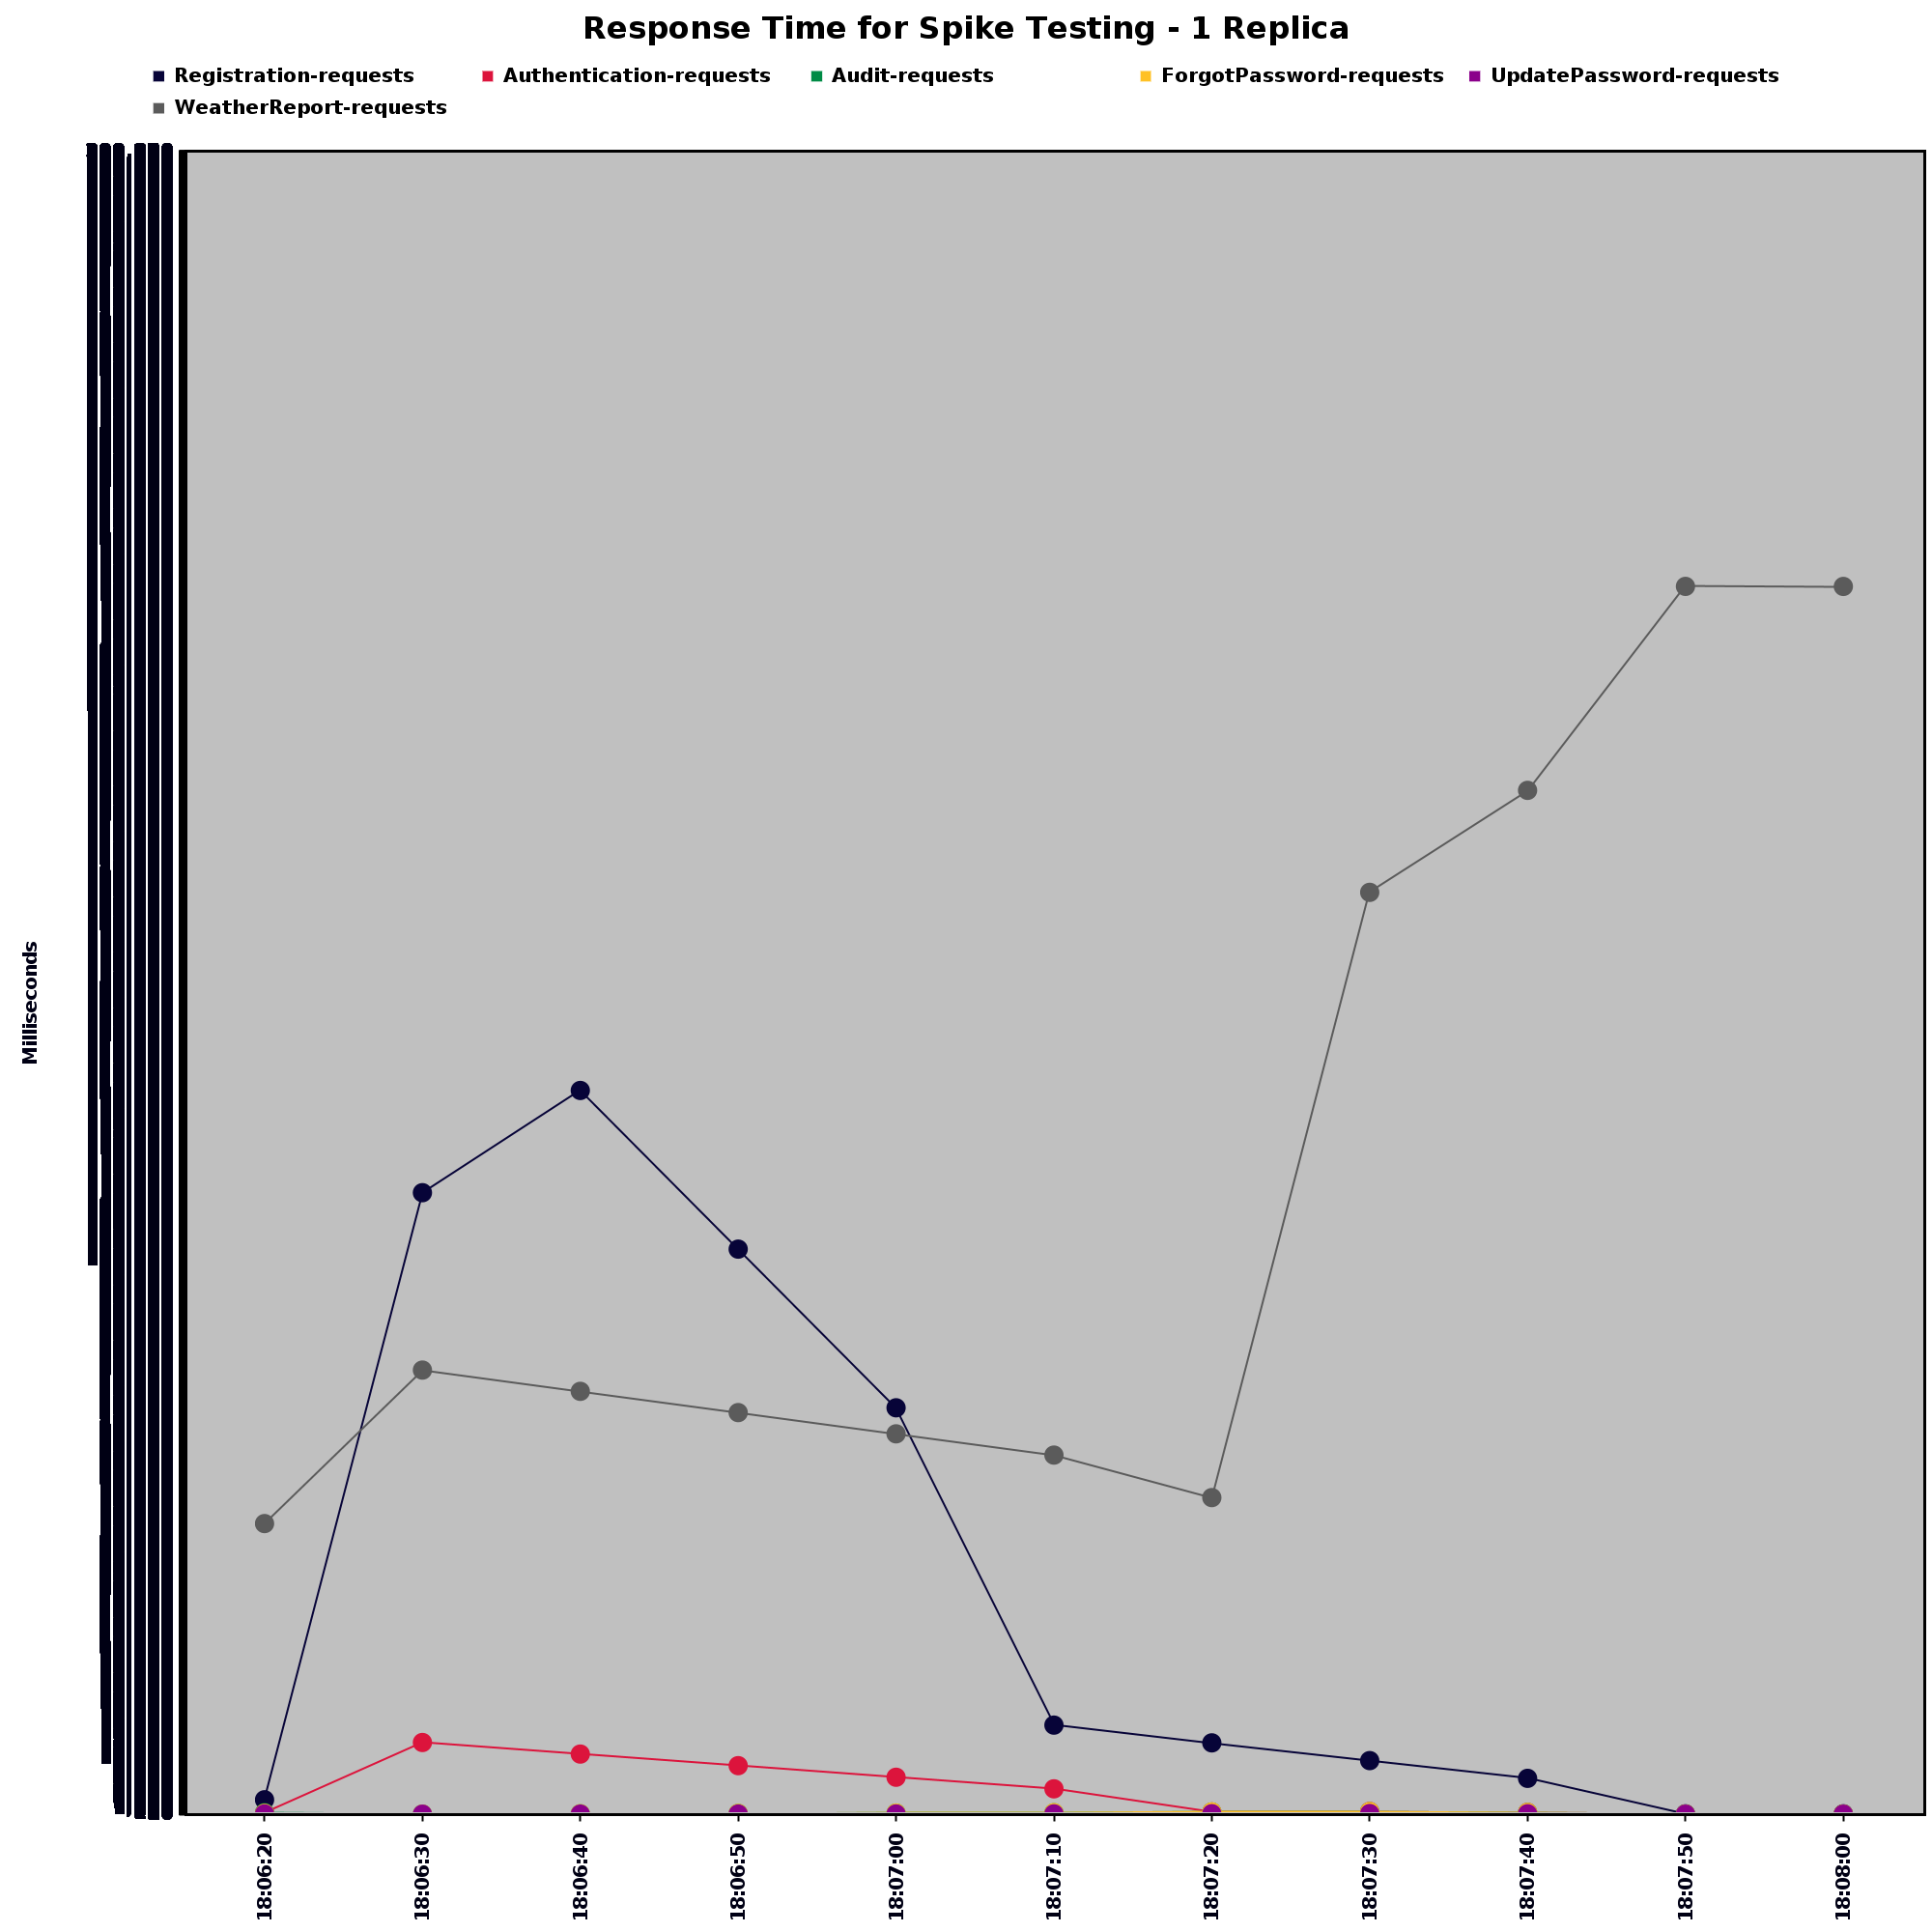 Response Time for Spike Testing - 1 Replica
Registration-requests Authentication-requests Audit-requests ForgotPassword-requests UpdatePassword-requests
WeatherReport-requests
Milliseconds
18:06:20 18:06:30 18:06:40 18:06:50 18:07:00 18:07:10 18:07:20 18:07:30 18:07:40 18:07:50 18:08:00